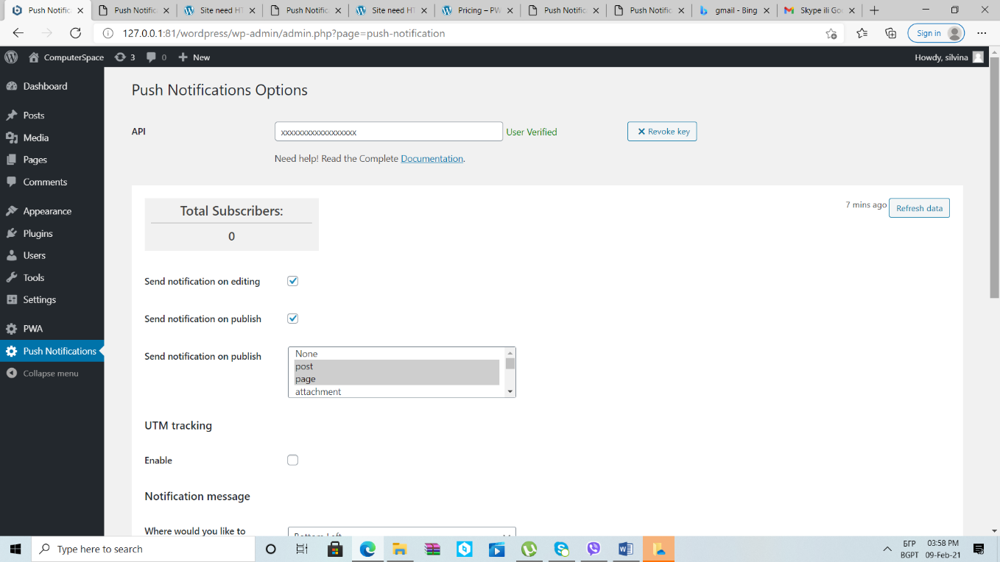 Push Notific
Push Notific
Site need HT
Push Notific
Site need HT
Pricing – PW
Push Notific
Push Notific
gmail - Bing
Skype ili Go
127.0.0.1:81/wordpress/wp-admin/admin.php?page=push-notification
Sign in
ComputerSpace
3
0
New
Howdy, silvina
Dashboard
Posts
Media
Pages
Comments
Appearance
Plugins
Users
Tools
Settings
PWA
Push Notifications
Collapse menu
Push Notifications Options
API
xxxxxxxxxxxxxxxxxx
User Verified
Revoke key
Need help! Read the Complete Documentation.
Total Subscribers:
0
7 mins ago
Refresh data
Send notification on editing
Send notification on publish
Send notification on publish
None
post
page
attachment
UTM tracking
Enable
Notification message
Where would you like to
Bottom Left
Type here to search
БГР
BGPT
03:58 PM
09-Feb-21